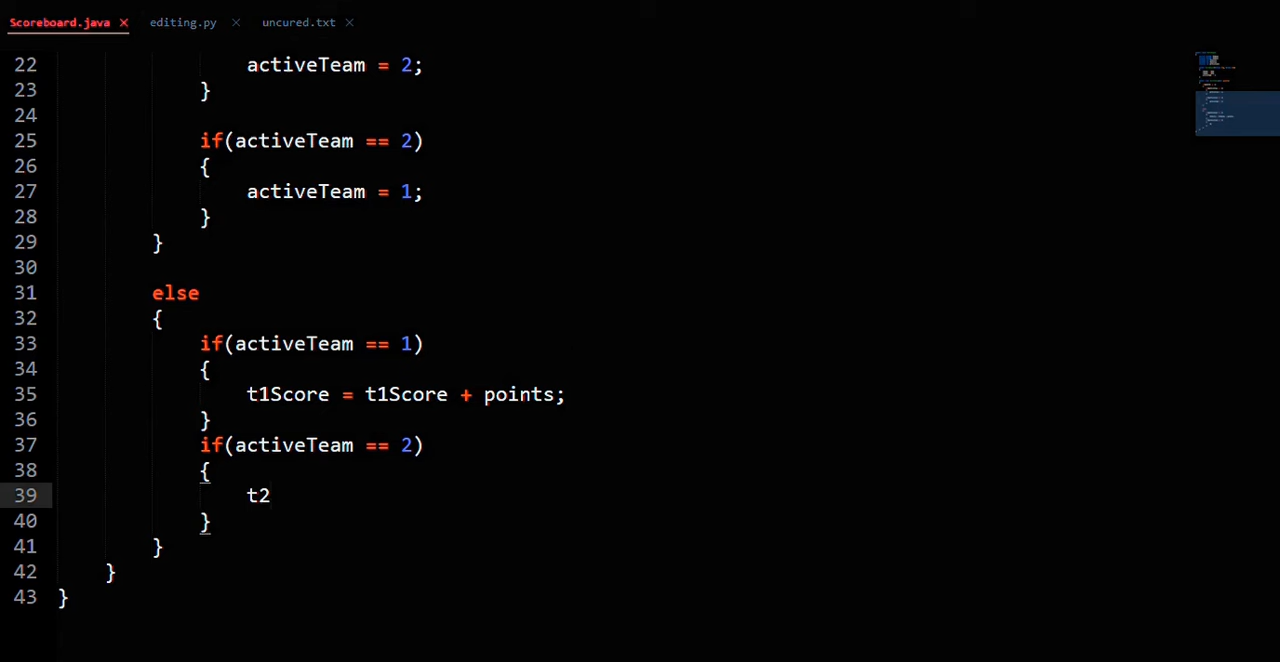 Scoreboard.java × editing.py × uncured.txt ×
22 activeTeam = 2;
23 }
24
25 if(activeTeam == 2)
26 {
27 activeTeam = 1;
28 }
29 }
30
31 else
32 {
33 if(activeTeam == 1)
34 {
35 t1Score = t1Score + points;
36 }
37 if(activeTeam == 2)
38 {
39 t2
40 }
41 }
42 }
43 }